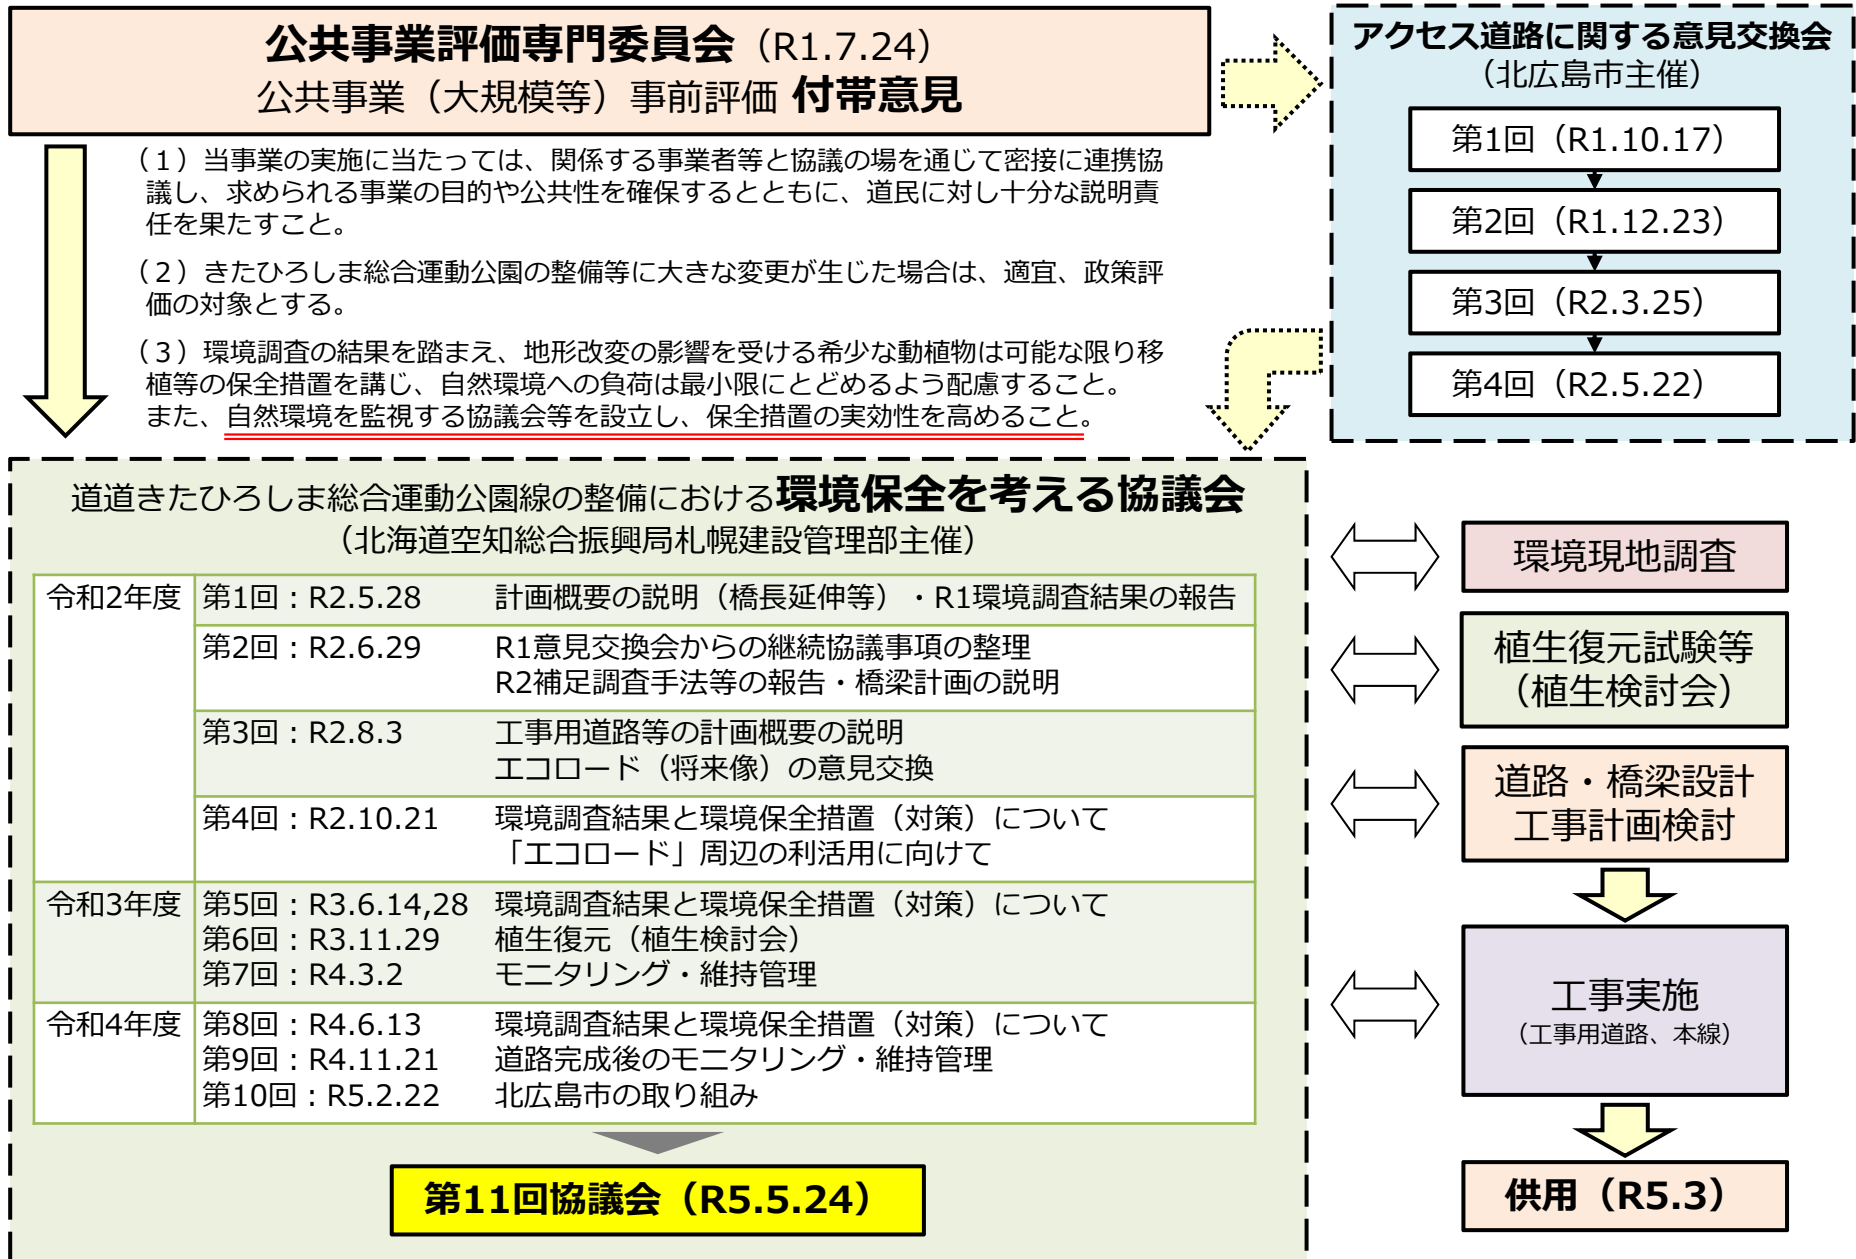 公共事業評価専門委員会（R1.7.24）
公共事業（大規模等）事前評価 付帯意見
（１）当事業の実施に当たっては、関係する事業者等と協議の場を通じて密接に連携協
議し、求められる事業の目的や公共性を確保するとともに、道民に対し十分な説明責
任を果たすこと。
（２）きたひろしま総合運動公園の整備等に大きな変更が生じた場合は、適宜、政策評
価の対象とする。
（３）環境調査の結果を踏まえ、地形改変の影響を受ける希少な動植物は可能な限り移
植等の保全措置を講じ、自然環境への負荷は最小限にとどめるよう配慮すること。
また、自然環境を監視する協議会等を設立し、保全措置の実効性を高めること。
アクセス道路に関する意見交換会
（北広島市主催）
第1回（R1.10.17）
第2回（R1.12.23）
第3回（R2.3.25）
第4回（R2.5.22）
道道きたひろしま総合運動公園線の整備における環境保全を考える協議会
（北海道空知総合振興局札幌建設管理部主催）
令和2年度 第1回：R2.5.28 計画概要の説明（橋長延伸等）・R1環境調査結果の報告
第2回：R2.6.29 R1意見交換会からの継続協議事項の整理
R2補足調査手法等の報告・橋梁計画の説明
第3回：R2.8.3 工事用道路等の計画概要の説明
エコロード（将来像）の意見交換
第4回：R2.10.21 環境調査結果と環境保全措置（対策）について
「エコロード」周辺の利活用に向けて
令和3年度 第5回：R3.6.14,28 環境調査結果と環境保全措置（対策）について
第6回：R3.11.29 植生復元（植生検討会）
第7回：R4.3.2 モニタリング・維持管理
令和4年度 第8回：R4.6.13 環境調査結果と環境保全措置（対策）について
第9回：R4.11.21 道路完成後のモニタリング・維持管理
第10回：R5.2.22 北広島市の取り組み
第11回協議会（R5.5.24）
環境現地調査
植生復元試験等
（植生検討会）
道路・橋梁設計
工事計画検討
工事実施
（工事用道路、本線）
供用（R5.3）